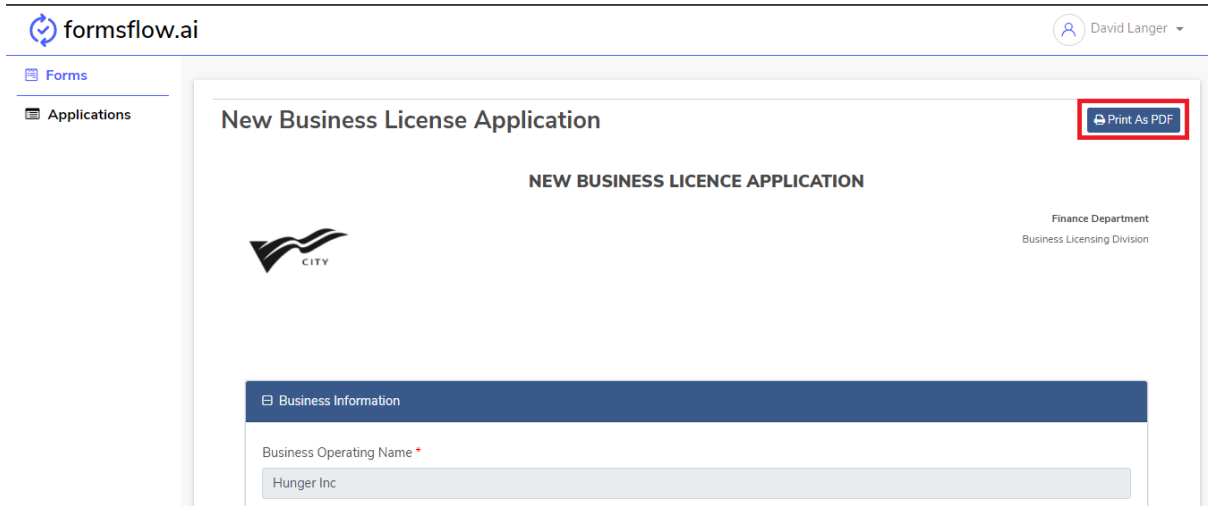 formsflow.ai
David Langer
Forms
Applications
New Business License Application
Print As PDF
NEW BUSINESS LICENCE APPLICATION
Finance Department
Business Licensing Division
CITY
Business Information
Business Operating Name *
Hunger Inc